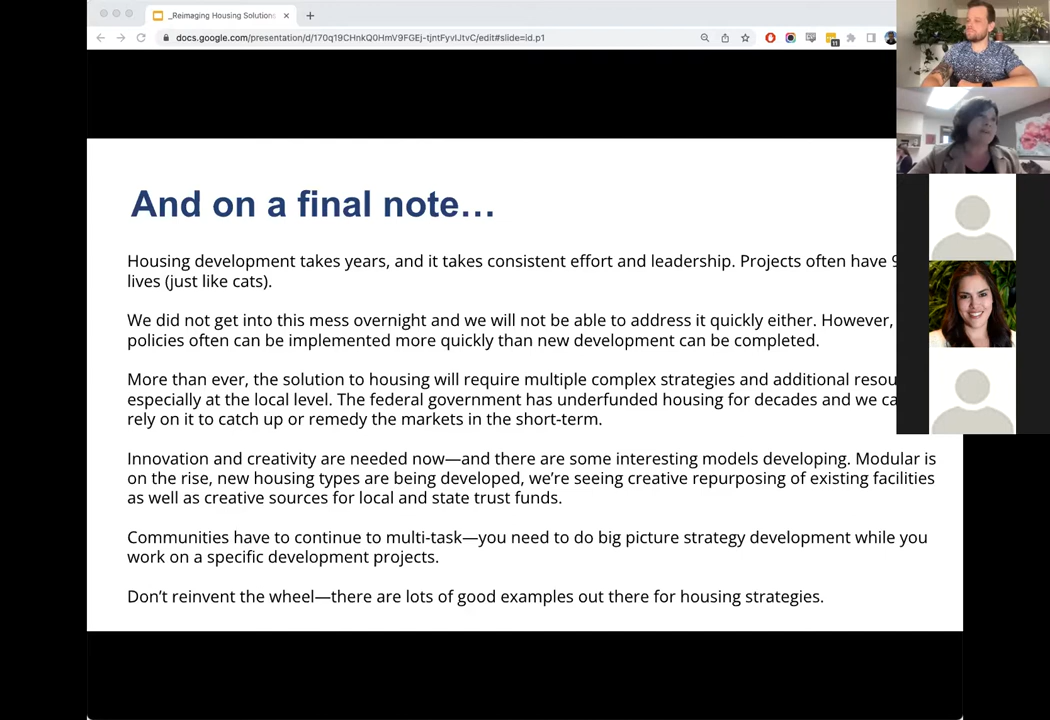 _Reimaging Housing Solutions
docs.google.com/presentation/d/170q19CHnkQ0HmV9FGEj-tjntFyvIJtvC/edit#slide=id.p1
11
And on a final note…
Housing development takes years, and it takes consistent effort and leadership. Projects often have
lives (just like cats).
We did not get into this mess overnight and we will not be able to address it quickly either. However,
policies often can be implemented more quickly than new development can be completed.
More than ever, the solution to housing will require multiple complex strategies and additional
especially at the local level. The federal government has underfunded housing for decades and we
rely on it to catch up or remedy the markets in the short-term.
Innovation and creativity are needed now—and there are some interesting models developing. Modular is
on the rise, new housing types are being developed, we’re seeing creative repurposing of existing facilities
as well as creative sources for local and state trust funds.
Communities have to continue to multi-task—you need to do big picture strategy development while you
work on a specific development projects.
Don’t reinvent the wheel—there are lots of good examples out there for housing strategies.